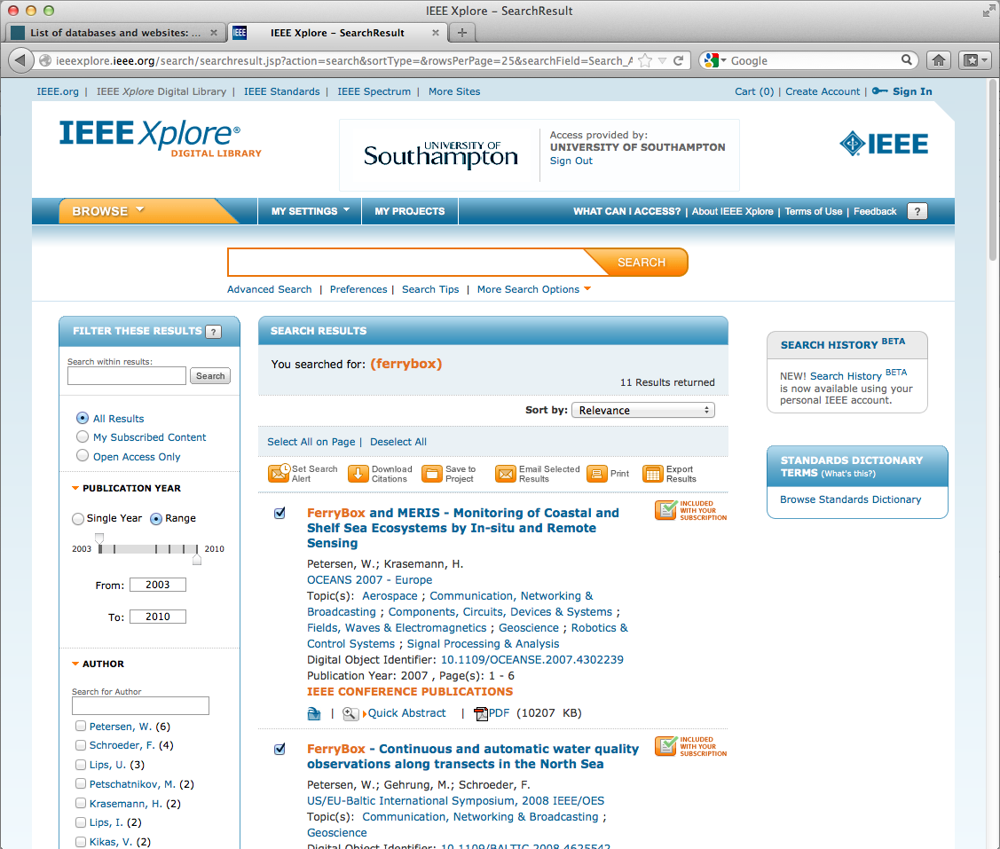 IEEE Xplore – SearchResult
List of databases and websites: ...
IEEE
IEEE Xplore – SearchResult
ieeexplore.ieee.org/search/searchresult.jsp?action=search&sortType=&rowsPerPage=25&searchField=Search_A
Google
IEEE.org | IEEE Xplore Digital Library | IEEE Standards | IEEE Spectrum | More Sites
Cart (0) | Create Account | Sign In
IEEE Xplore®
DIGITAL LIBRARY
UNIVERSITY OF
Southampton
Access provided by:
UNIVERSITY OF SOUTHAMPTON
Sign Out
IEEE
BROWSE
MY SETTINGS
MY PROJECTS
WHAT CAN I ACCESS? | About IEEE Xplore | Terms of Use | Feedback
?
SEARCH
Advanced Search | Preferences | Search Tips | More Search Options
FILTER THESE RESULTS ?
Search within results:
Search
All Results
My Subscribed Content
Open Access Only
PUBLICATION YEAR
Single Year Range
2003 2010
From: 2003
To: 2010
AUTHOR
Search for Author
Petersen, W. (6)
Schroeder, F. (4)
Lips, U. (3)
Petschatnikov, M. (2)
Krasemann, H. (2)
Lips, I. (2)
Kikas, V. (2)
SEARCH RESULTS
You searched for: (ferrybox)
11 Results returned
Sort by: Relevance
Select All on Page | Deselect All
Set Search
Alert
Download
Citations
Save to
Project
Email Selected
Results
Print
Export
Results
FerryBox and MERIS - Monitoring of Coastal and
Shelf Sea Ecosystems by In-situ and Remote
Sensing
INCLUDED
WITH YOUR
SUBSCRIPTION
Petersen, W.; Krasemann, H.
OCEANS 2007 - Europe
Topic(s): Aerospace ; Communication, Networking &
Broadcasting ; Components, Circuits, Devices & Systems ;
Fields, Waves & Electromagnetics ; Geoscience ; Robotics &
Control Systems ; Signal Processing & Analysis
Digital Object Identifier: 10.1109/OCEANSE.2007.4302239
Publication Year: 2007 , Page(s): 1 - 6
IEEE CONFERENCE PUBLICATIONS
| Quick Abstract | PDF (10207 KB)
FerryBox - Continuous and automatic water quality
observations along transects in the North Sea
INCLUDED
WITH YOUR
SUBSCRIPTION
Petersen, W.; Gehrung, M.; Schroeder, F.
US/EU-Baltic International Symposium, 2008 IEEE/OES
Topic(s): Communication, Networking & Broadcasting ;
Geoscience
Digital Object Identifier: 10.1109/BALTIC.2008.4625542
SEARCH HISTORY BETA
NEW! Search History BETA
is now available using your
personal IEEE account.
STANDARDS DICTIONARY
TERMS (What's this?)
Browse Standards Dictionary